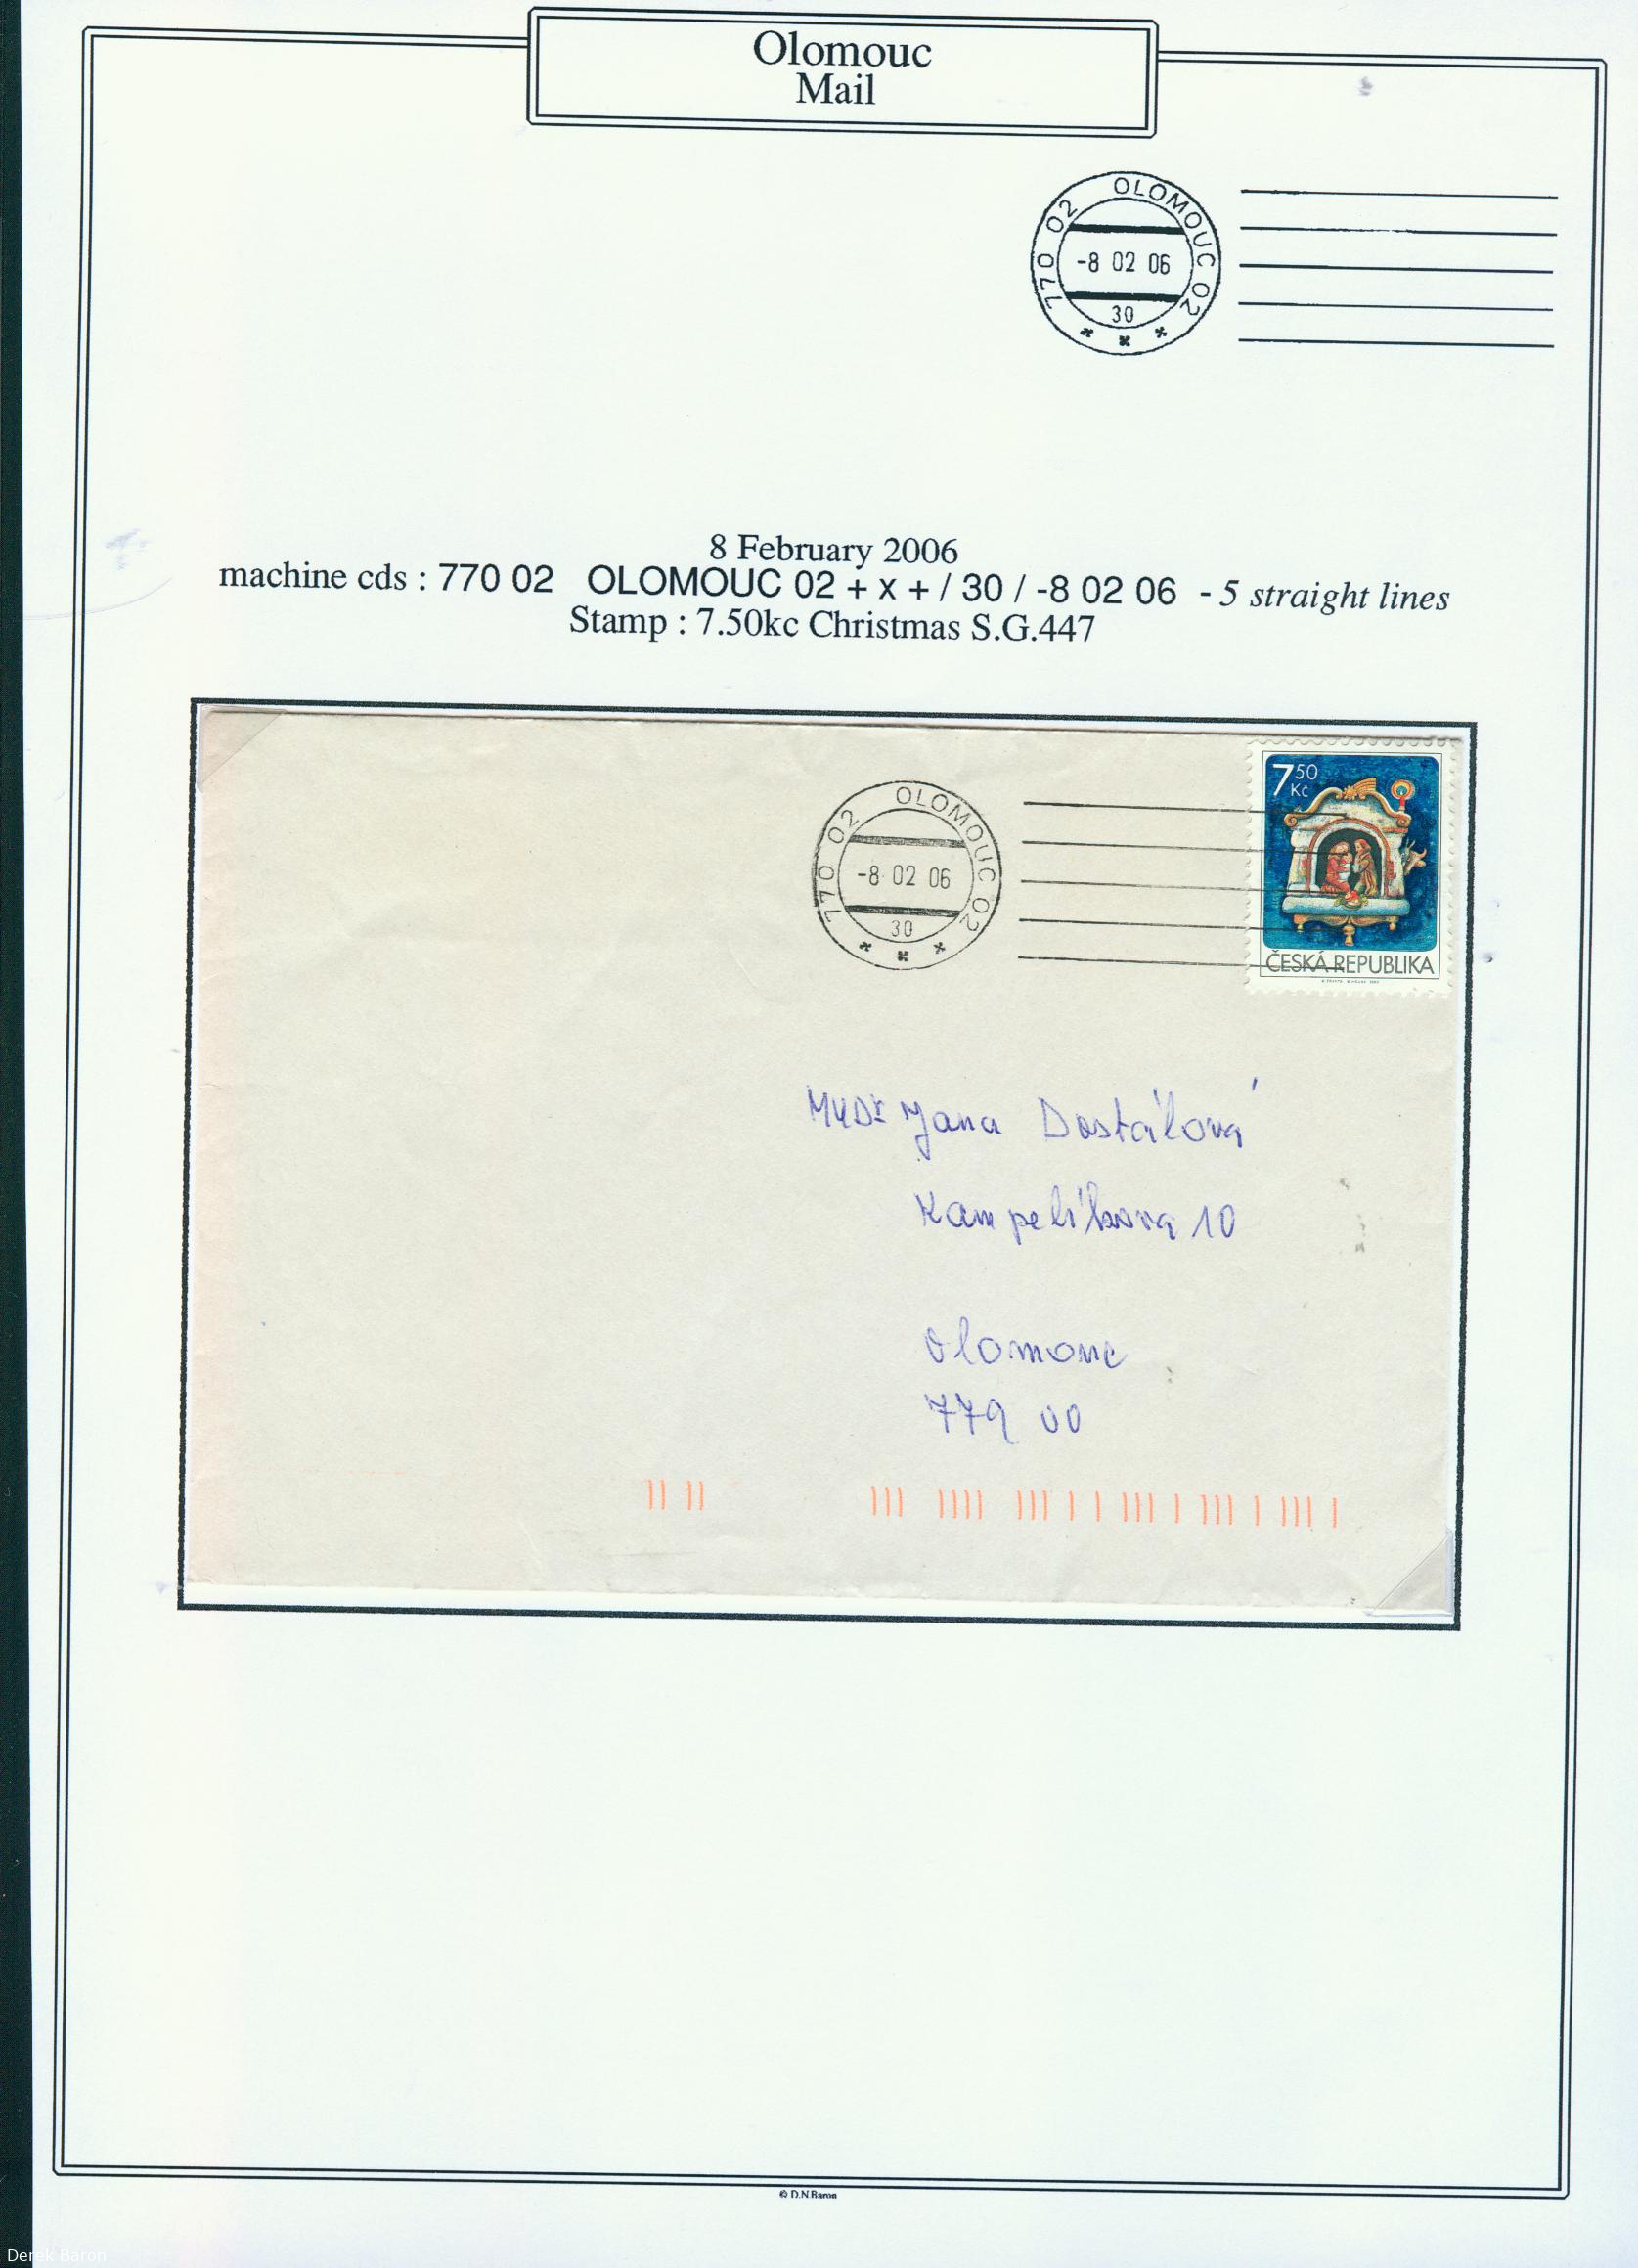 Olomouc
Mail
770 02 OLOMOUC 02
-8 02 06
30
8 February 2006
machine cds : 770 02 OLOMOUC 02 + x + / 30 / -8 02 06 - 5 straight lines
Stamp : 7.50kc Christmas S.G.447
770 02 OLOMOUC 02
-8 02 06
30
7 50
Kč
ČESKÁ REPUBLIKA
MUDr Jana Dostálová
Kampelíkova 10
Olomouc
779 00
© D.N.Baron
Derek Baron